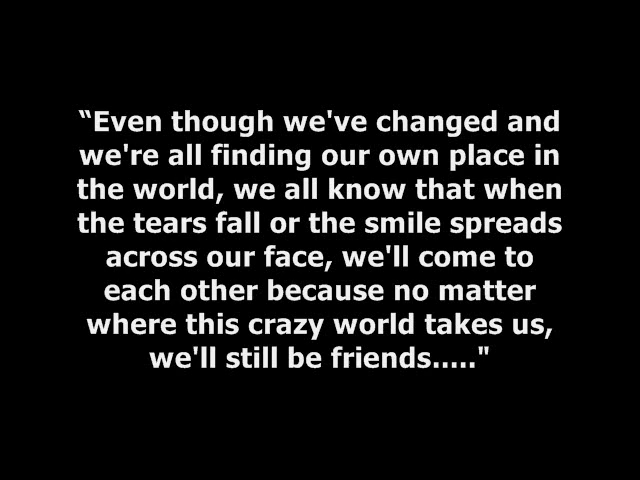 “Even though we've changed and
we're all finding our own place in
the world, we all know that when
the tears fall or the smile spreads
across our face, we'll come to
each other because no matter
where this crazy world takes us,
we'll still be friends....."